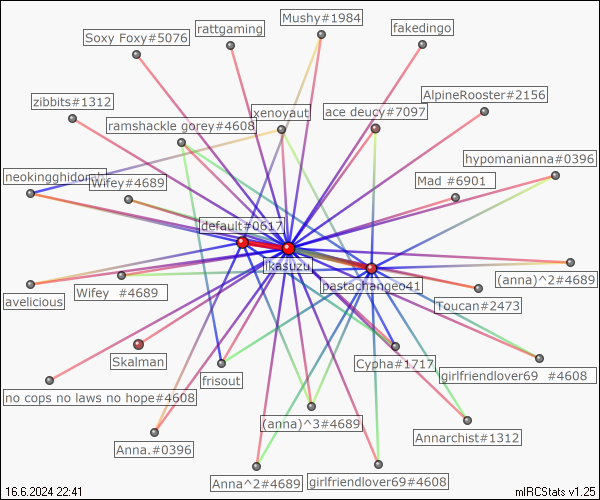 Mushy#1984
rattgaming
fakedingo
Soxy Foxy#5076
AlpineRooster#2156
zibbits#1312
xenoyaut
ace deucy#7097
ramshackle gorey#4608
hypomanianna#0396
Wifey#4689
Mad #6901
default#0617
ikasuzu
(anna)^2#4689
pastachangeo41
Wifey #4689
avelicious
Toucan#2473
Skalman
Cypha#1717
frisout
girlfriendlover69 #4608
no cops no laws no hope#4608
(anna)^3#4689
Annarchist#1312
Anna.#0396
Anna^2#4689
girlfriendlover69#4608
16.6.2024 22:41
mIRCStats v1.25